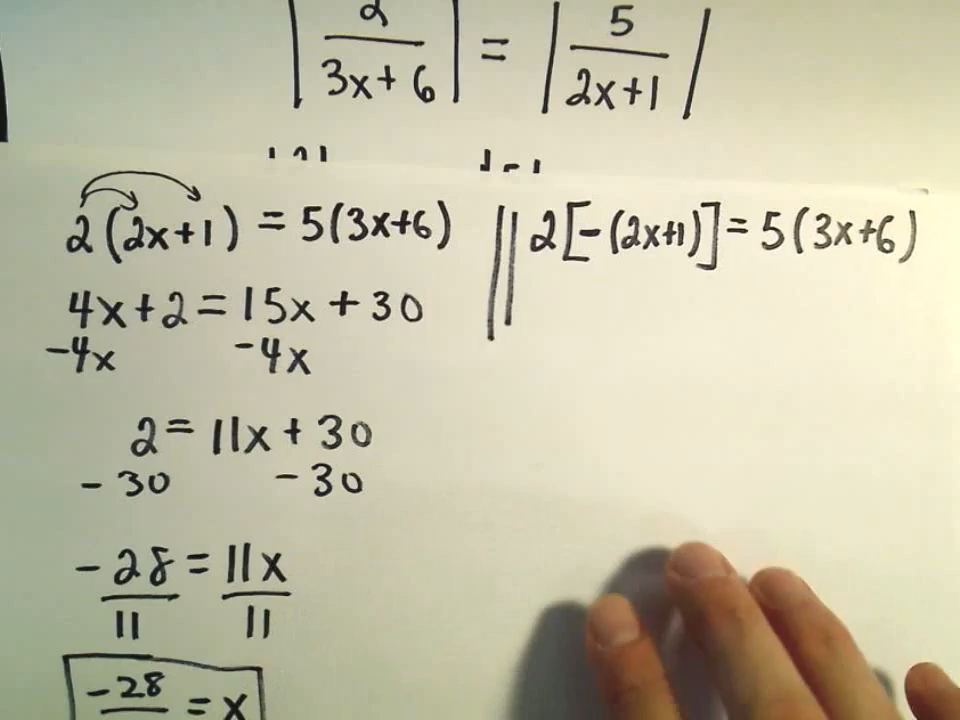 |2/(3x+6)| = |5/(2x+1)|
2(2x+1) = 5(3x+6)
4x+2 = 15x+30
-4x -4x
2 = 11x+30
-30 -30
-28/11 = 11x/11
-28 = x
2[-(2x+1)] = 5(3x+6)